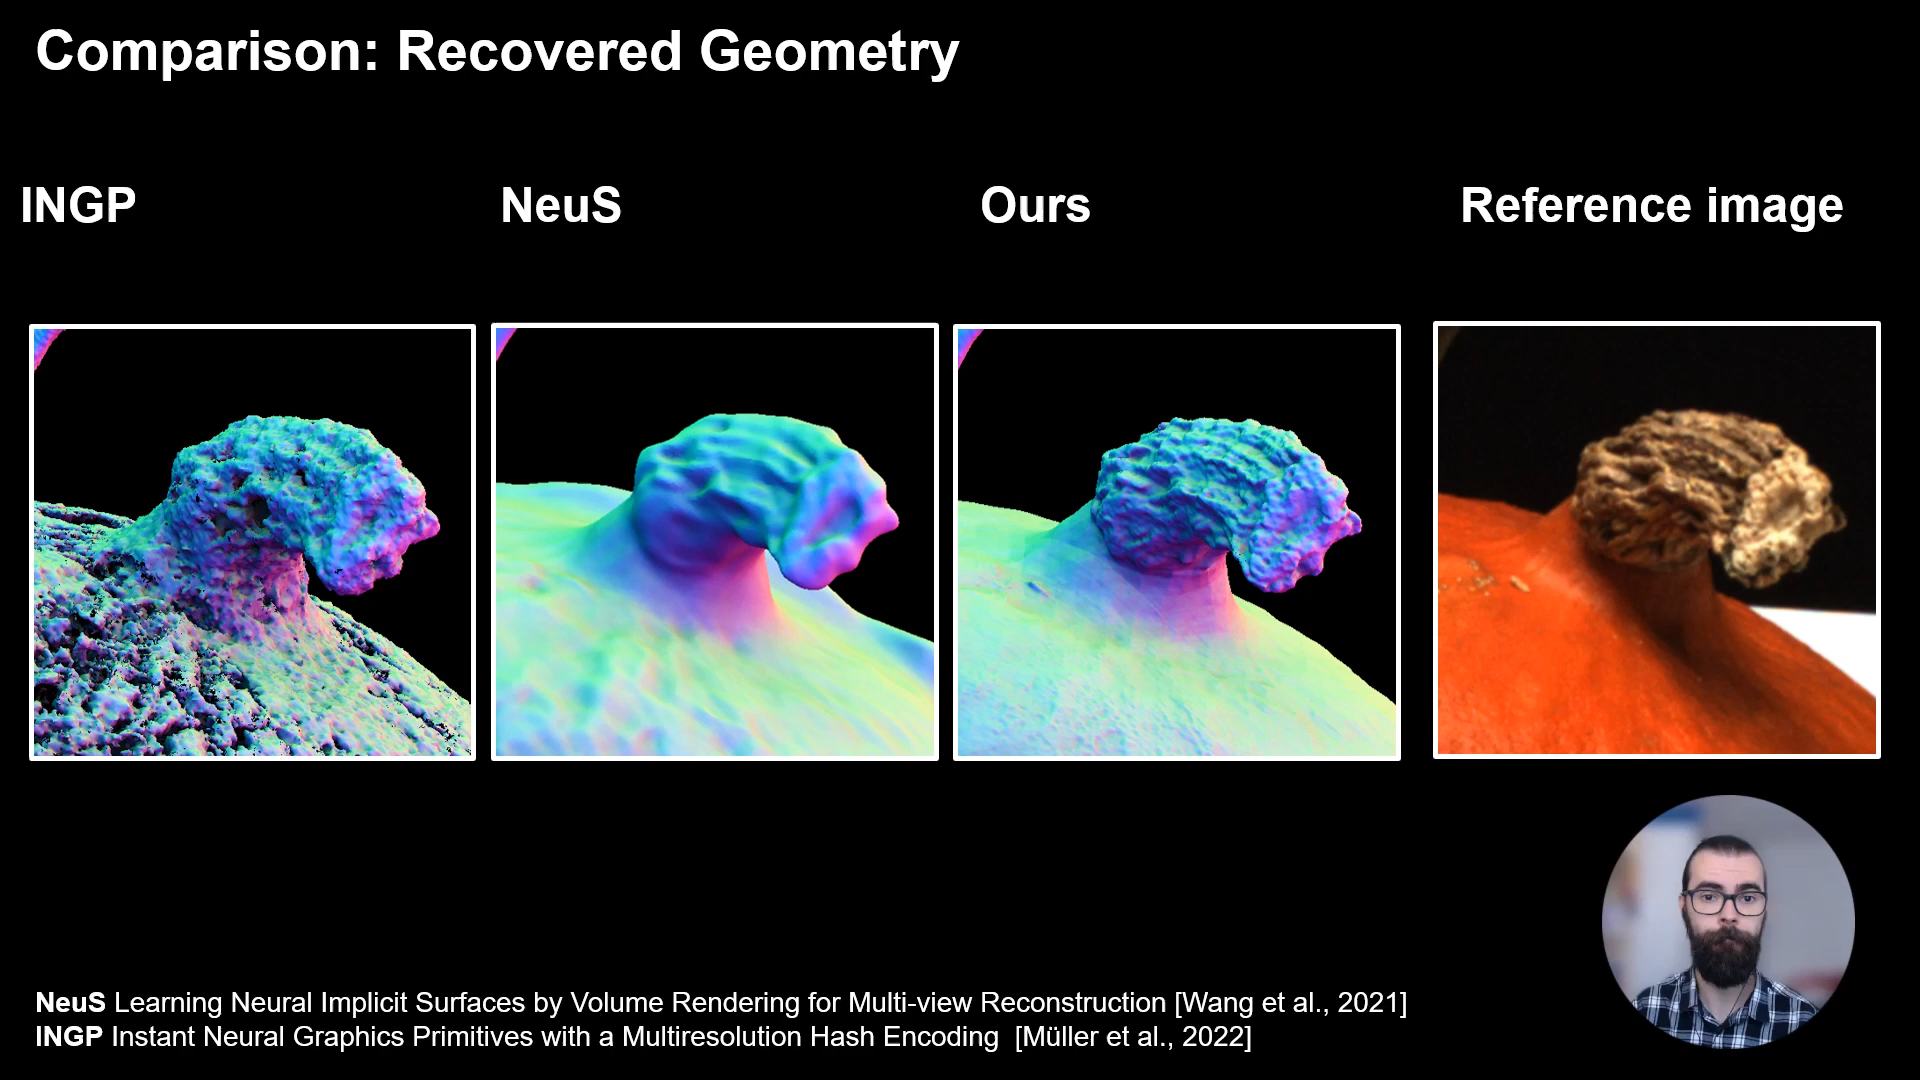 Comparison: Recovered Geometry
INGP
NeuS
Ours
Reference image
NeuS Learning Neural Implicit Surfaces by Volume Rendering for Multi-view Reconstruction [Wang et al., 2021]
INGP Instant Neural Graphics Primitives with a Multiresolution Hash Encoding [Müller et al., 2022]